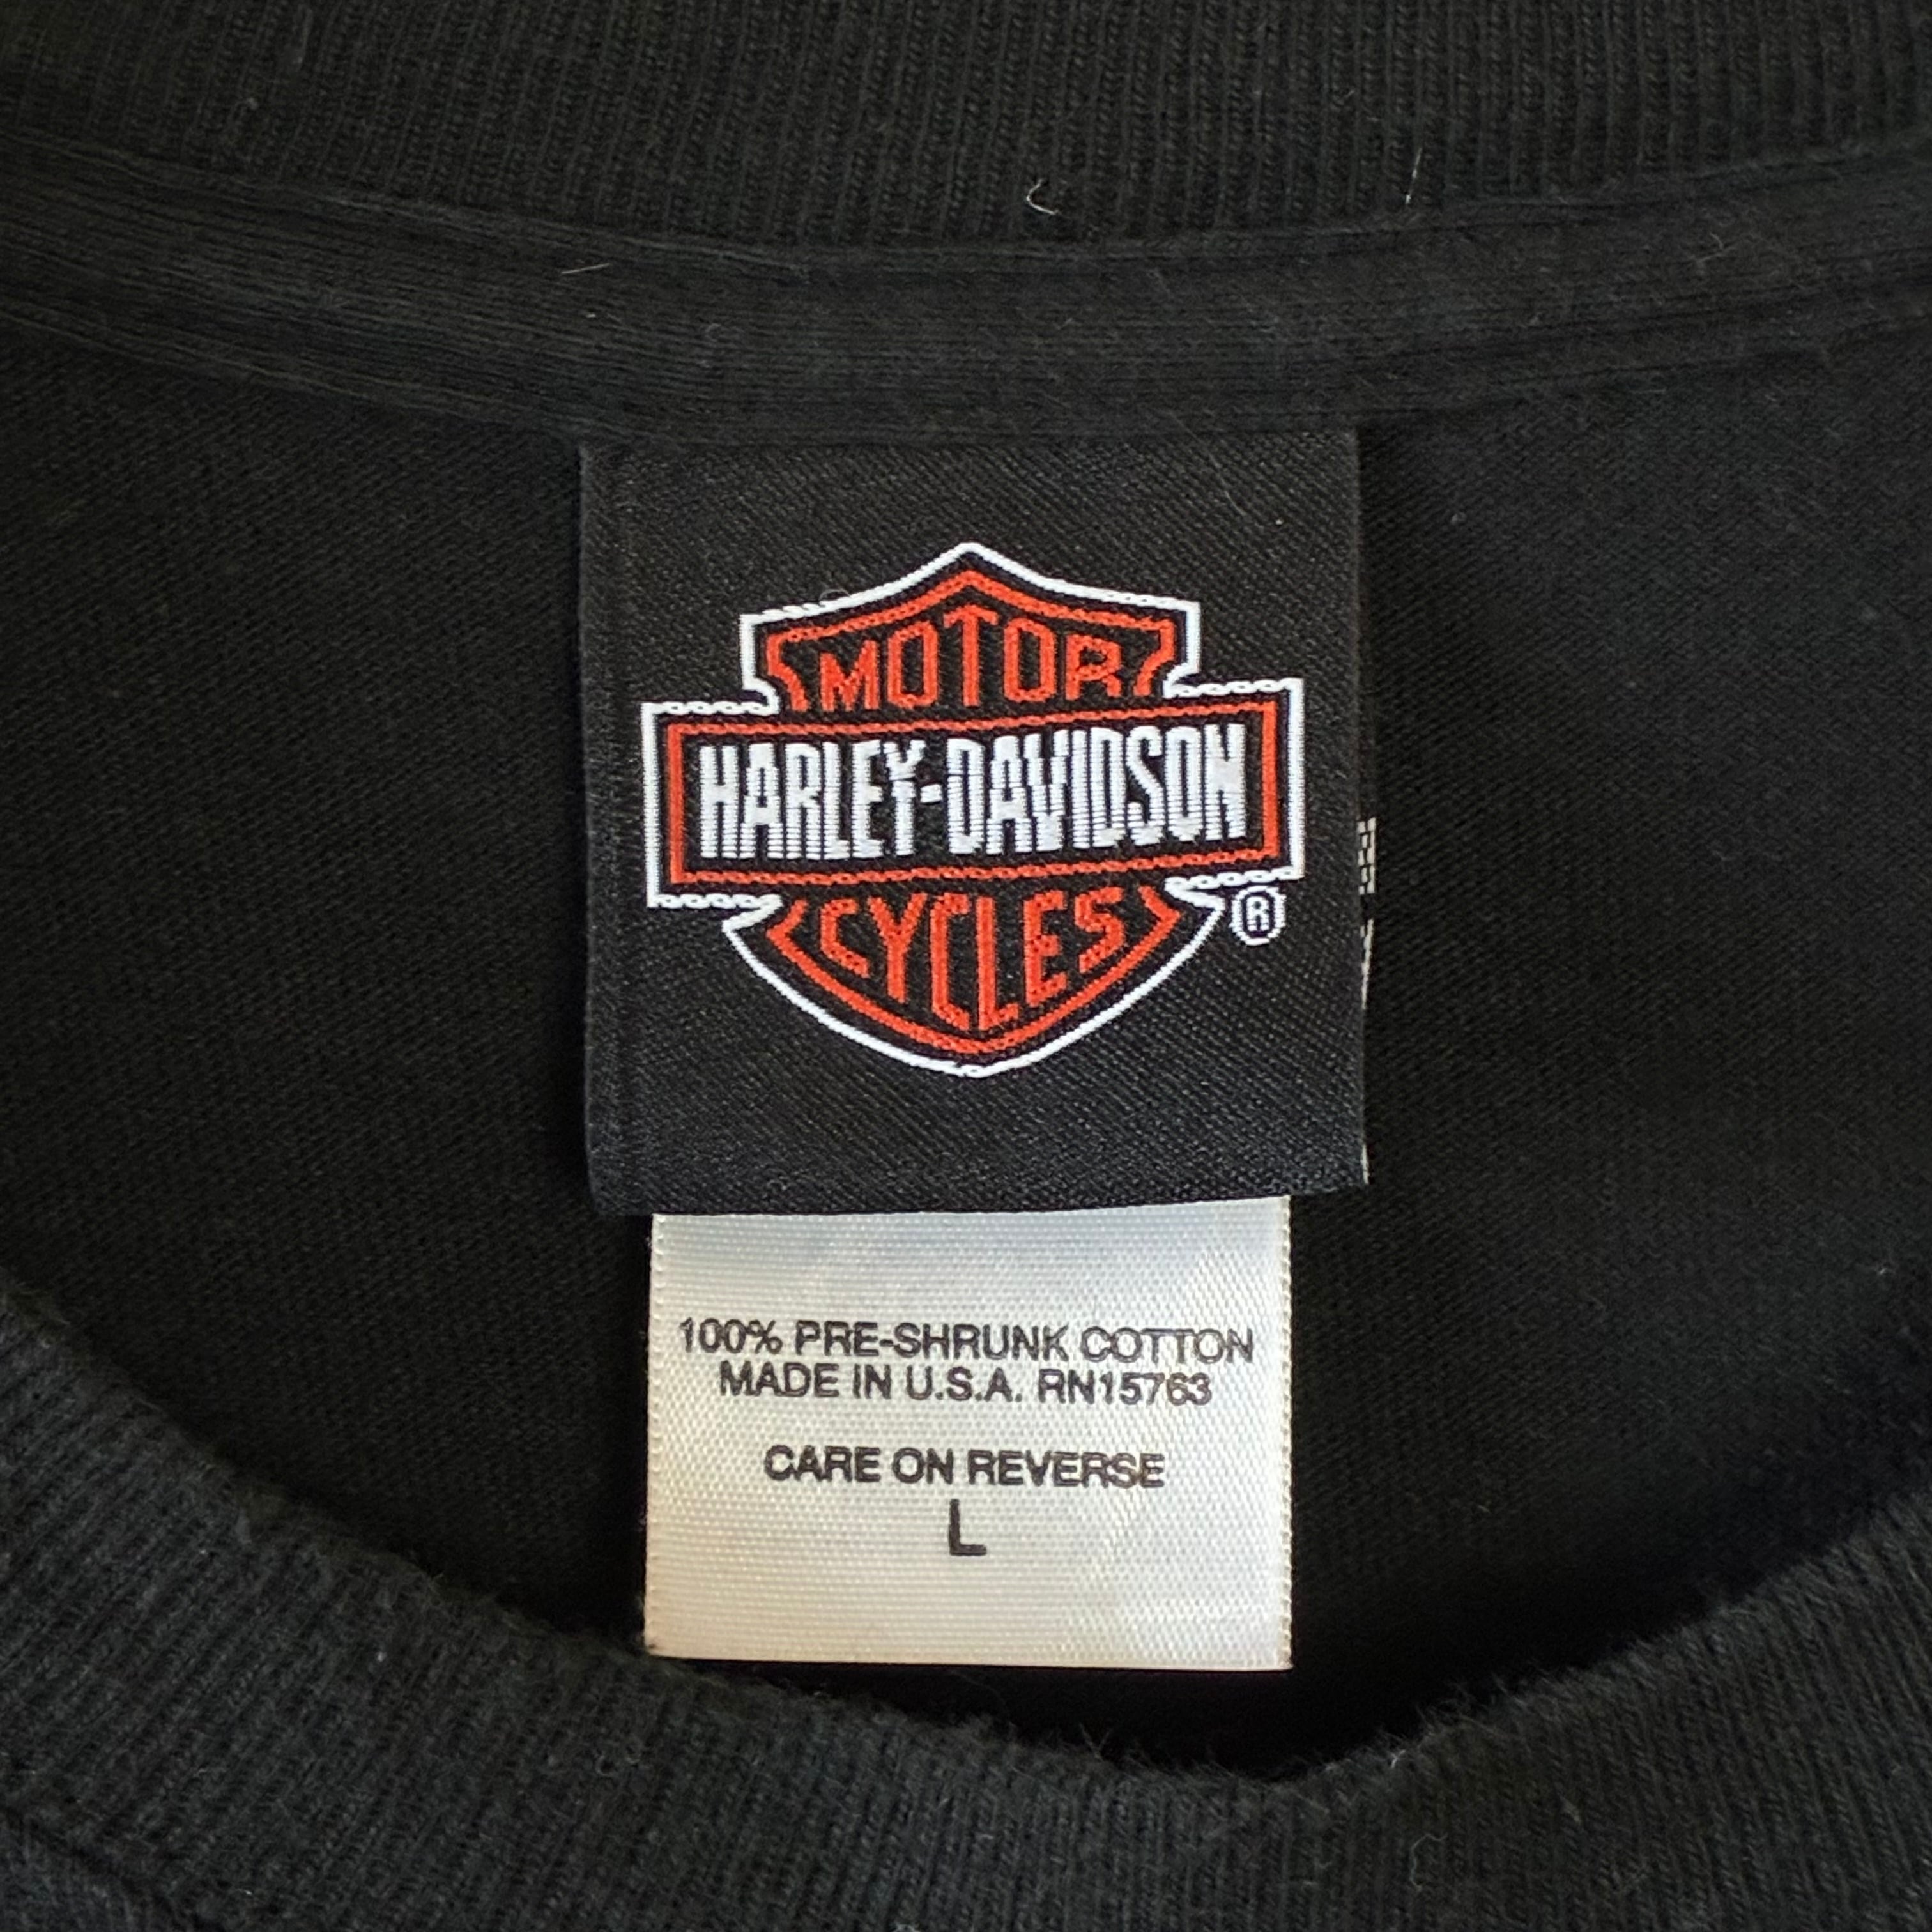 MOTOR
HARLEY-DAVIDSON
CYCLES
®
100% PRE-SHRUNK COTTON
MADE IN U.S.A. RN15763
CARE ON REVERSE
L